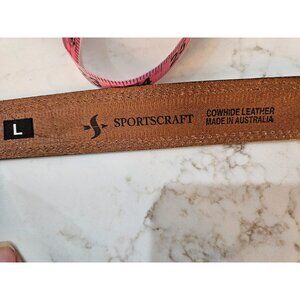 L
SPORTSCRAFT
COWHIDE LEATHER
MADE IN AUSTRALIA